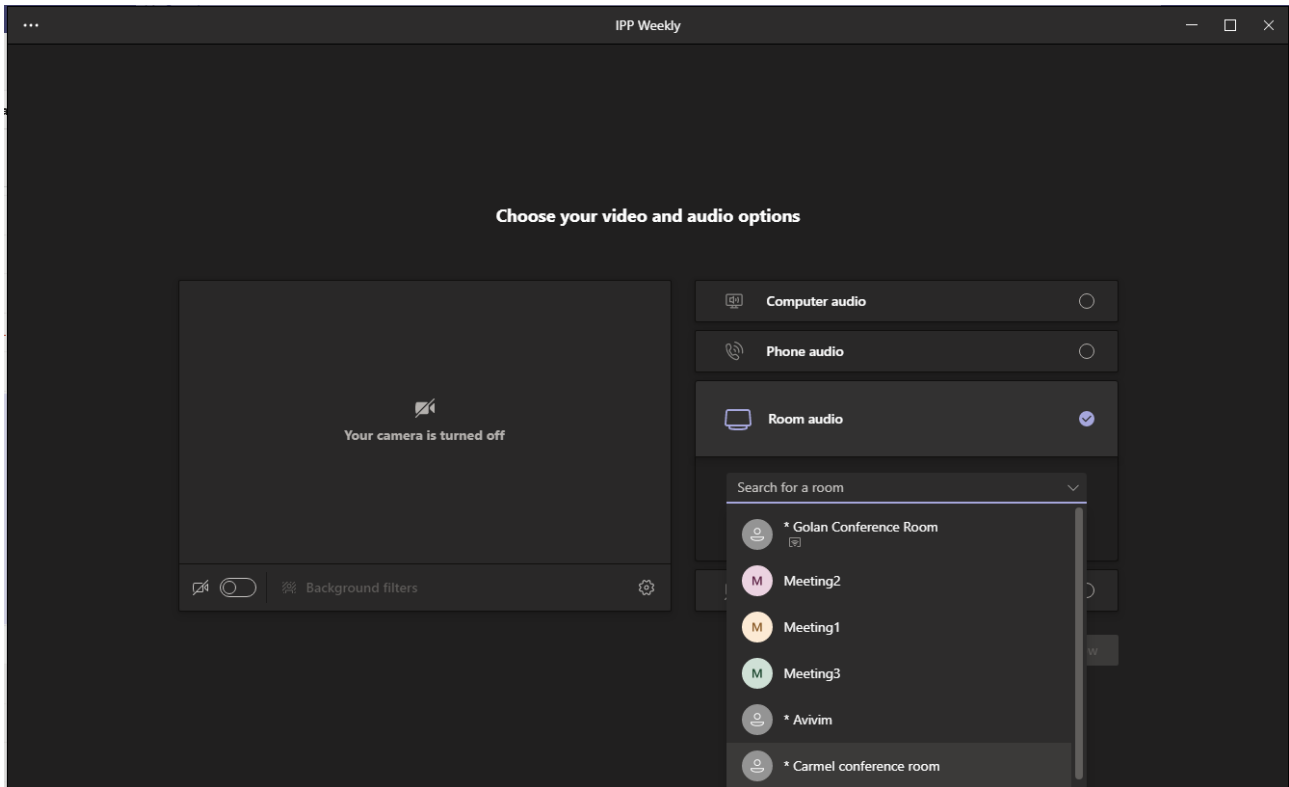 IPP Weekly
Choose your video and audio options
Your camera is turned off
Background filters
Computer audio
Phone audio
Room audio
Search for a room
* Golan Conference Room
M Meeting2
M Meeting1
M Meeting3
* Avivim
* Carmel conference room